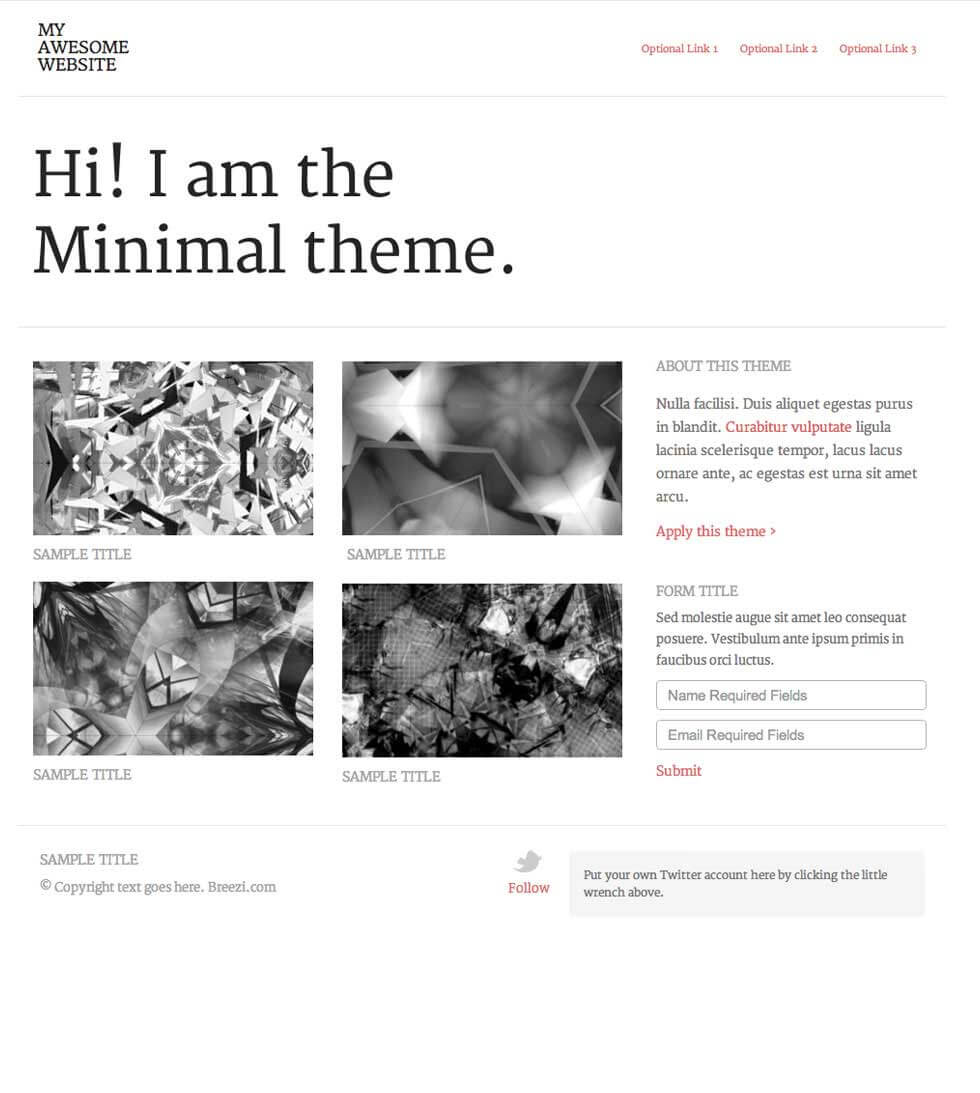 MY
AWESOME
WEBSITE
Optional Link 1 Optional Link 2 Optional Link 3
Hi! I am the
Minimal theme.
SAMPLE TITLE
SAMPLE TITLE
SAMPLE TITLE
SAMPLE TITLE
ABOUT THIS THEME
Nulla facilisi. Duis aliquet egestas purus
in blandit. Curabitur vulputate ligula
lacinia scelerisque tempor, lacus lacus
ornare ante, ac egestas est urna sit amet
arcu.
Apply this theme >
FORM TITLE
Sed molestie augue sit amet leo consequat
posuere. Vestibulum ante ipsum primis in
faucibus orci luctus.
Name Required Fields
Email Required Fields
Submit
SAMPLE TITLE
© Copyright text goes here. Breezi.com
Follow
Put your own Twitter account here by clicking the little
wrench above.